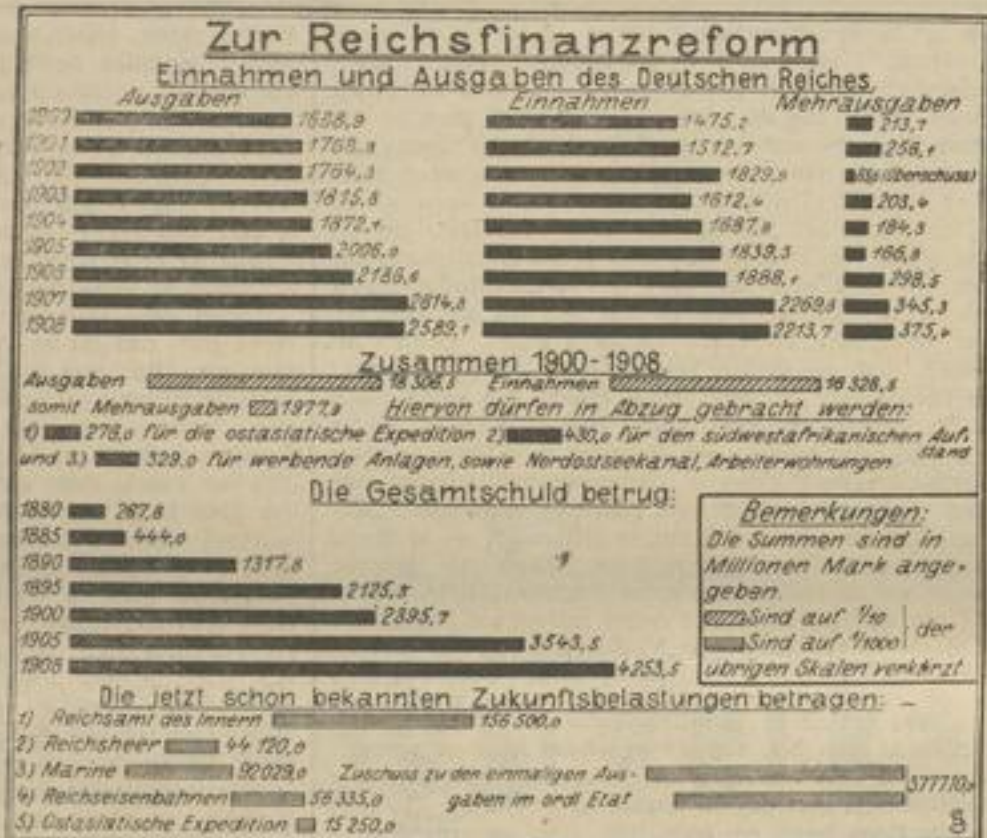 Zur Reichsfinanzreform
Einnahmen und Ausgaben des Deutschen Reiches.
Ausgaben Einnahmen Mehrausgaben
1900 1688,9 1475,2 213,7
1901 1768,8 1512,7 256,1
1902 1764,3 1829,8 (Überschuss)
1903 1815,8 1612,4 203,4
1904 1872,1 1687,8 184,3
1905 2006,0 1839,3 166,8
1906 2186,6 1888,1 298,5
1907 2614,8 2269,5 345,3
1908 2589,1 2213,7 375,4
Zusammen 1900-1908.
Ausgaben 18 306,5 Einnahmen 16 328,5
somit Mehrausgaben 1977,9 Hiervon dürfen in Abzug gebracht werden:
1) 276,0 für die ostasiatische Expedition 2) 430,0 für den südwestafrikanischen Auf-
stand
und 3.) 329,0 für werbende Anlagen, sowie Nordostseekanal, Arbeiterwohnungen
Die Gesamtschuld betrug:
1880 267,8
1885 444,0
1890 1317,8
1895 2125,3
1900 2395,7
1905 3543,5
1908 4253,5
Bemerkungen:
Die Summen sind in
Millionen Mark ange-
geben.
Sind auf 1/10
Sind auf 1/1000
der
übrigen Skalen verkürzt
Die jetzt schon bekannten Zukunftsbelastungen betragen: -
1) Reichsamt des Innern 156 500,0
2) Reichsheer 44 120,0
3) Marine 92029,0 Zuschuss zu den einmaligen Aus-
4) Reichseisenbahnen 56 335,0 gaben im ordl Etat 377710,0
5) Ostasiatische Expedition 15 250,0